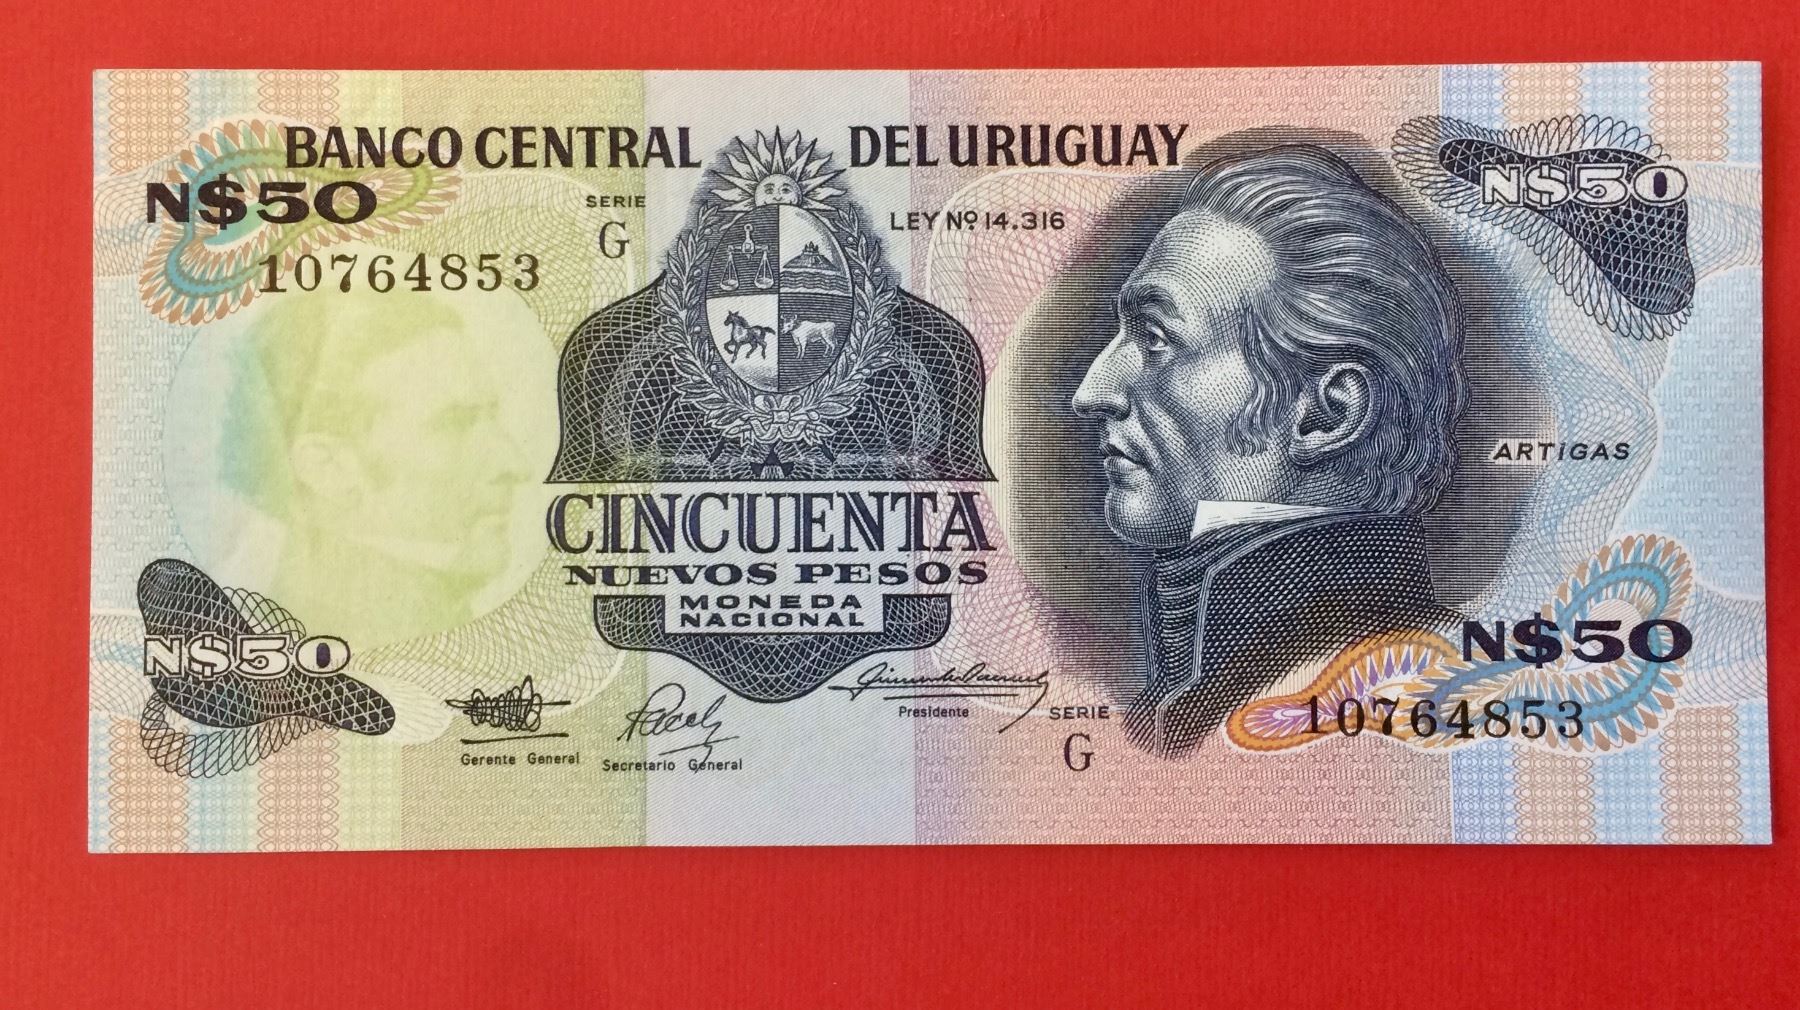 BANCO CENTRAL DEL URUGUAY
N$50
SERIE
G
LEY Nº 14.316
N$50
10764853
ARTIGAS
CINCUENTA
NUEVOS PESOS
MONEDA
NACIONAL
N$50
N$50
Gerente General
Secretario General
Presidente
SERIE
G
10764853